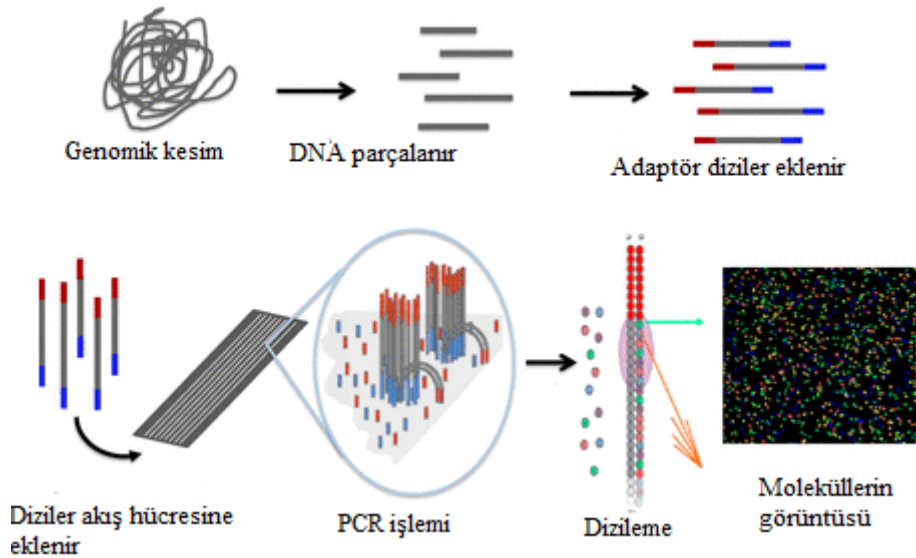 Genomik kesim
DNA parçalanır
Adaptör diziler eklenir
Diziler akış hücresine
eklenir
PCR işlemi
Dizileme
Moleküllerin
görüntüsü